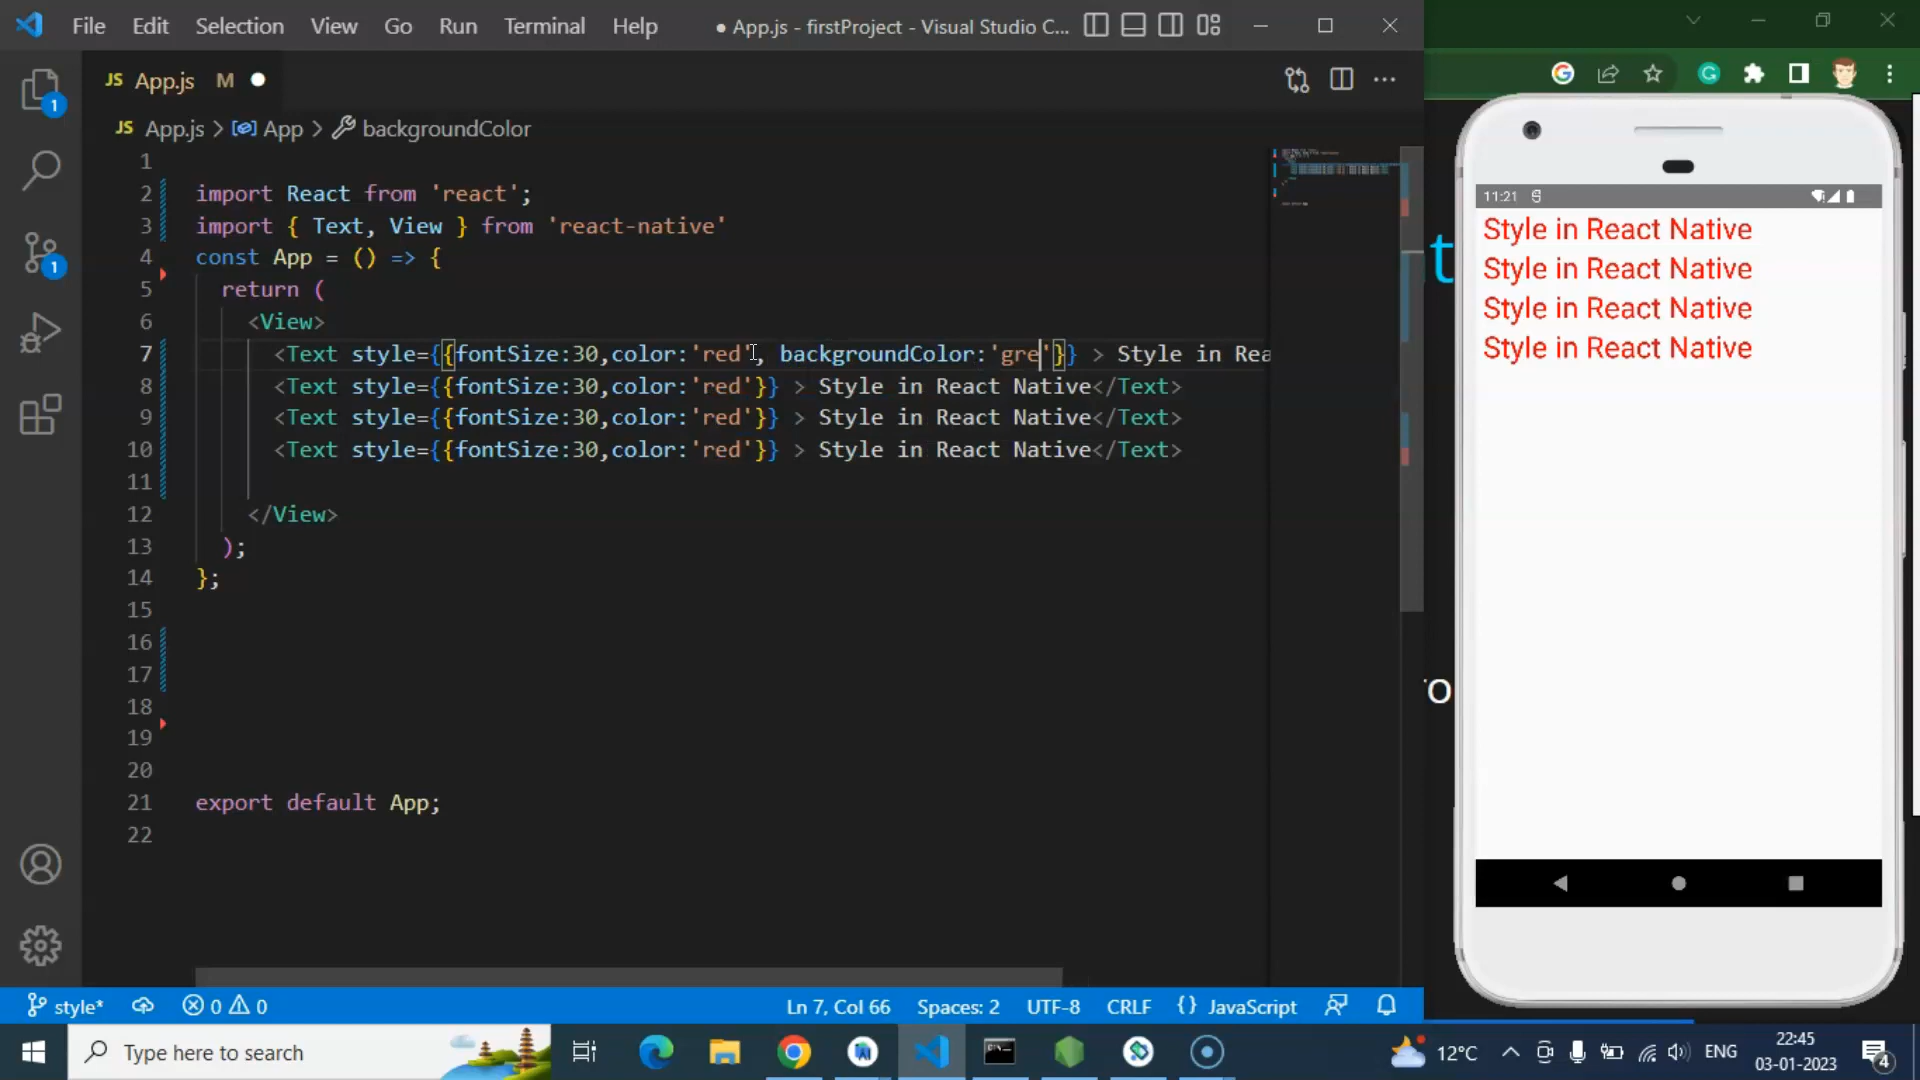 File Edit Selection View Go Run Terminal Help ● App.js - firstProject - Visual Studio C...
JS App.js M
JS App.js > App > backgroundColor
1
2 import React from 'react';
3 import { Text, View } from 'react-native'
4 const App = () => {
5 return (
6 <View>
7 <Text style={{fontSize:30,color:'red', backgroundColor:'gre'}} > Style in Rea
8 <Text style={{fontSize:30,color:'red'}} > Style in React Native</Text>
9 <Text style={{fontSize:30,color:'red'}} > Style in React Native</Text>
10 <Text style={{fontSize:30,color:'red'}} > Style in React Native</Text>
11
12 </View>
13 );
14 };
15
16
17
18
19
20
21 export default App;
22
1
1
style* 0 0 Ln 7, Col 66 Spaces: 2 UTF-8 CRLF {} JavaScript
Type here to search
12°C ENG 22:45
03-01-2023
4
11:21
Style in React Native
Style in React Native
Style in React Native
Style in React Native
t
ro